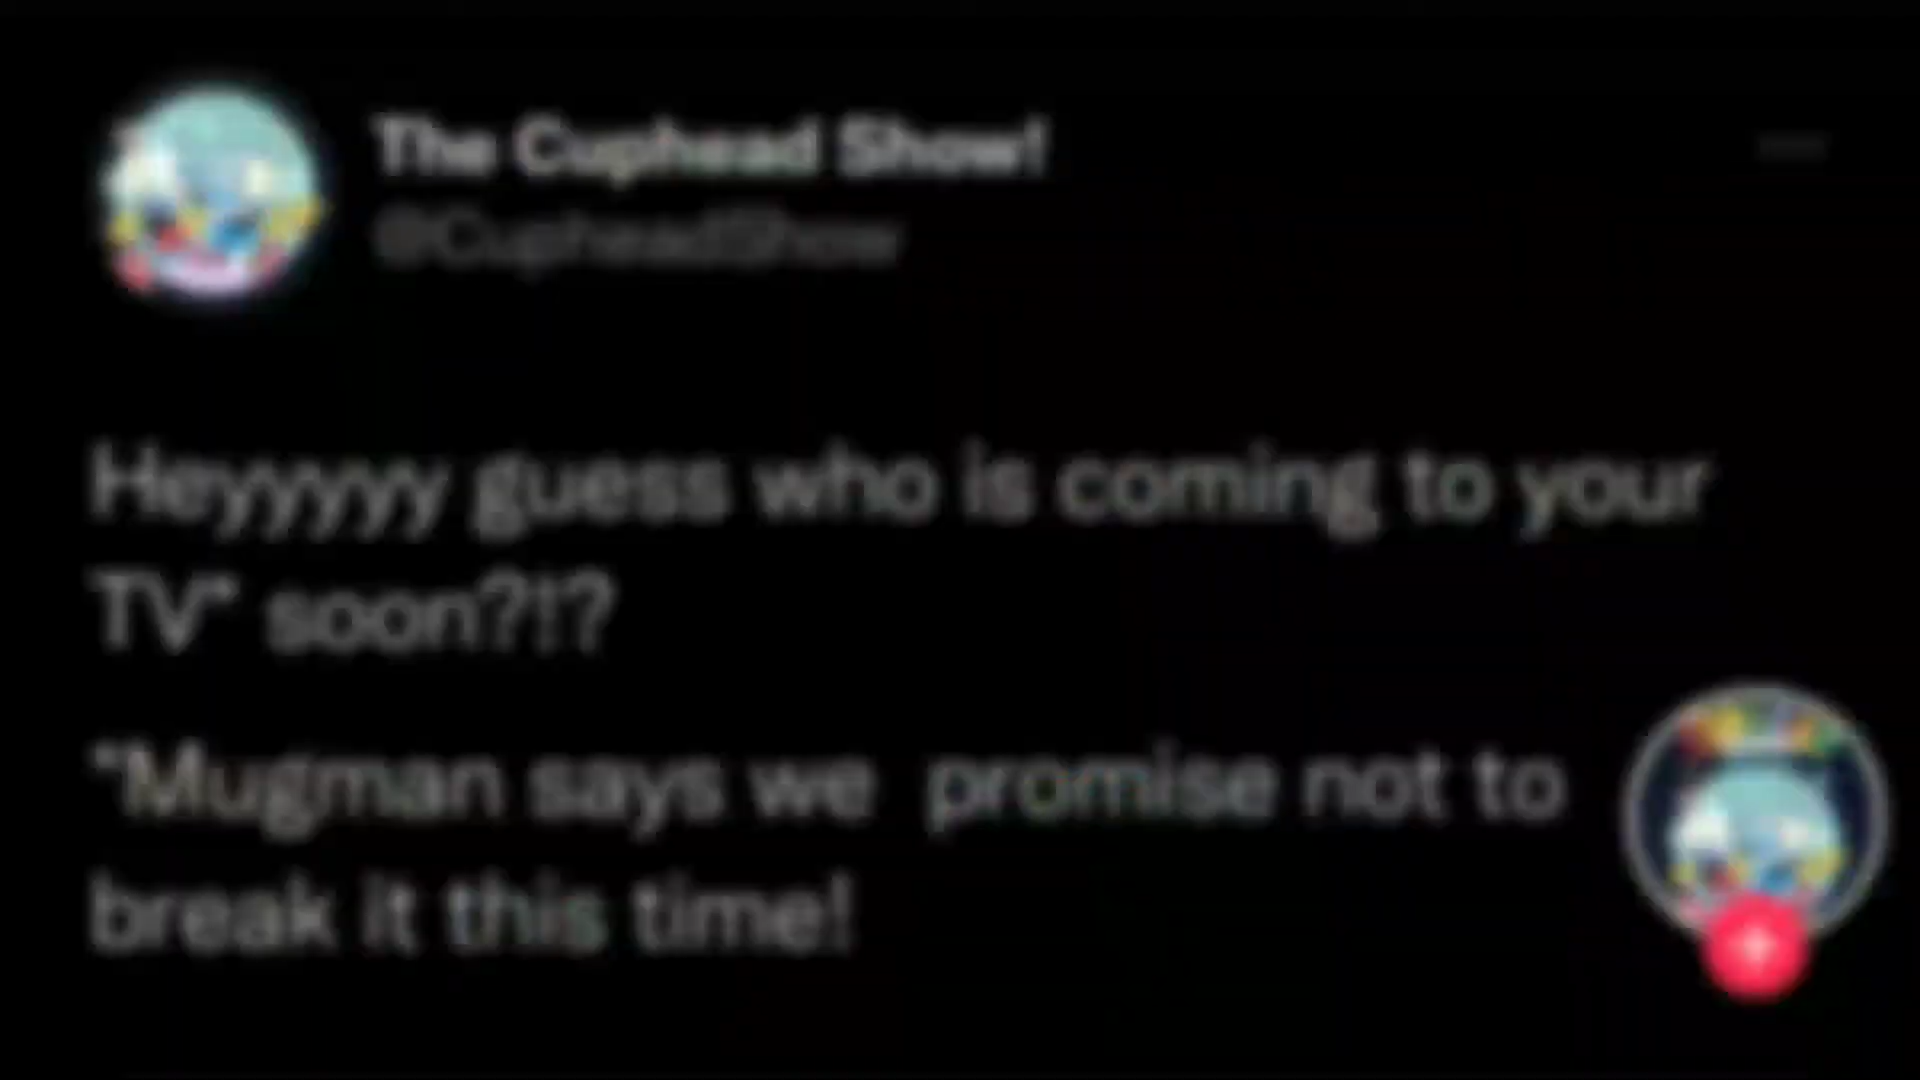 The Cuphead Show!
@CupheadShow
Heyyyyy guess who is coming to your
TV* soon?!?
*Mugman says we  promise not to
break it this time!